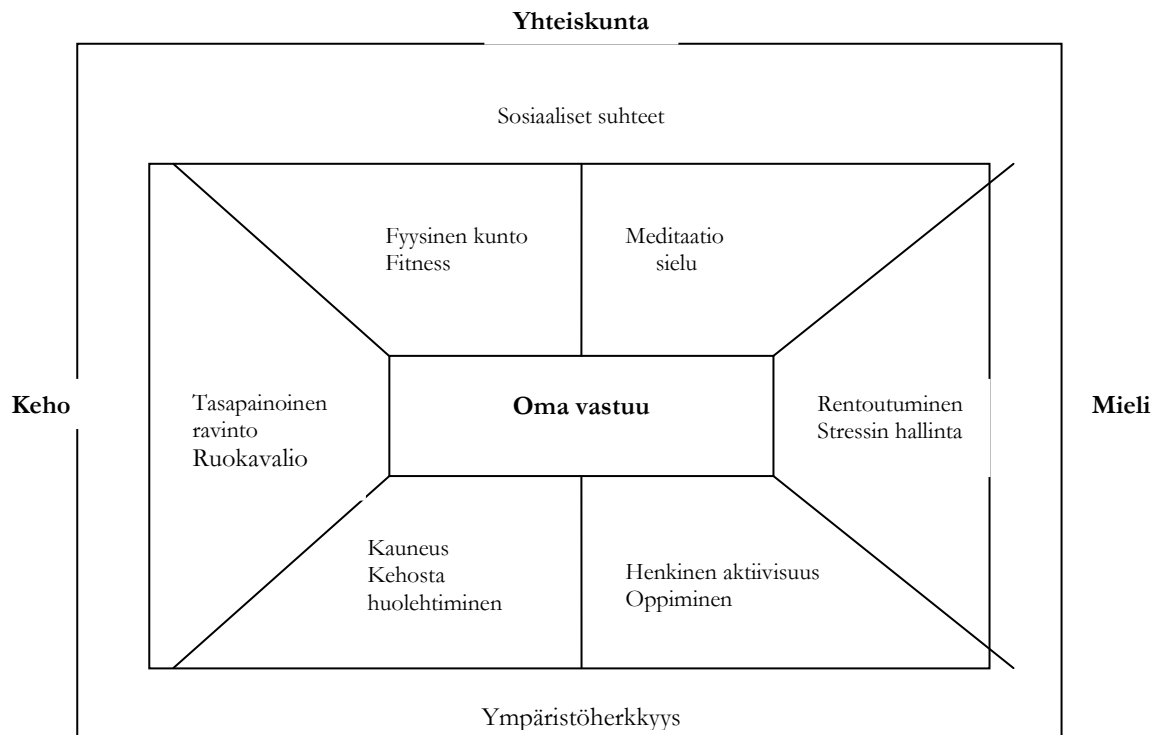 Yhteiskunta
Sosiaaliset suhteet
Fyysinen kunto
Fitness
Meditaatio
sielu
Keho
Tasapainoinen
ravinto
Ruokavalio
Oma vastuu
Rentoutuminen
Stressin hallinta
Mieli
Kauneus
Kehosta
huolehtiminen
Henkinen aktiivisuus
Oppiminen
Ympäristöherkkyys